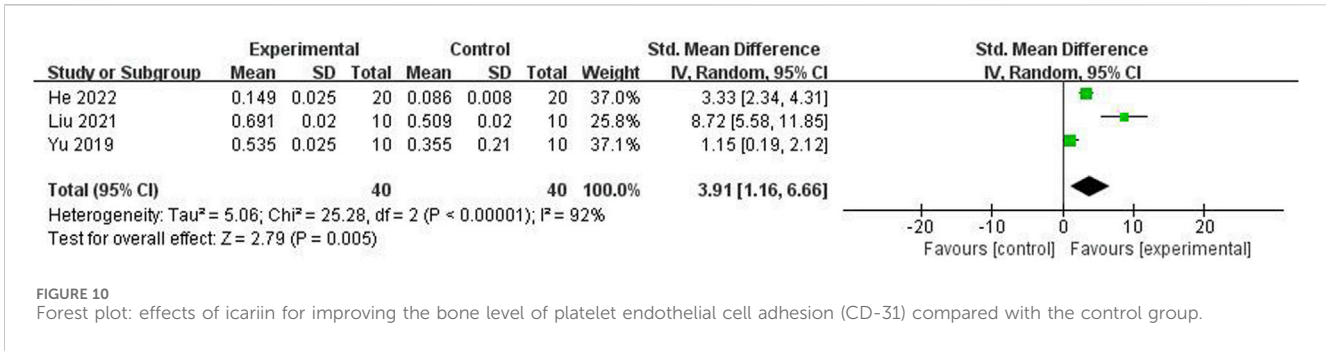 Experimental Control Std. Mean Difference Std. Mean Difference
Study or Subgroup Mean SD Total Mean SD Total Weight IV, Random, 95% CI IV, Random, 95% CI
He 2022 0.149 0.025 20 0.086 0.008 20 37.0% 3.33 [2.34, 4.31]
Liu 2021 0.691 0.02 10 0.509 0.02 10 25.8% 8.72 [5.58, 11.85]
Yu 2019 0.535 0.025 10 0.355 0.21 10 37.1% 1.15 [0.19, 2.12]
Total (95% CI) 40 40 100.0% 3.91 [1.16, 6.66]
Heterogeneity: Tau² = 5.06; Chi² = 25.28, df = 2 (P < 0.00001); I² = 92%
Test for overall effect: Z = 2.79 (P = 0.005)
-20 -10 0 10 20
Favours [control] Favours [experimental]
FIGURE 10
Forest plot: effects of icariin for improving the bone level of platelet endothelial cell adhesion (CD-31) compared with the control group.